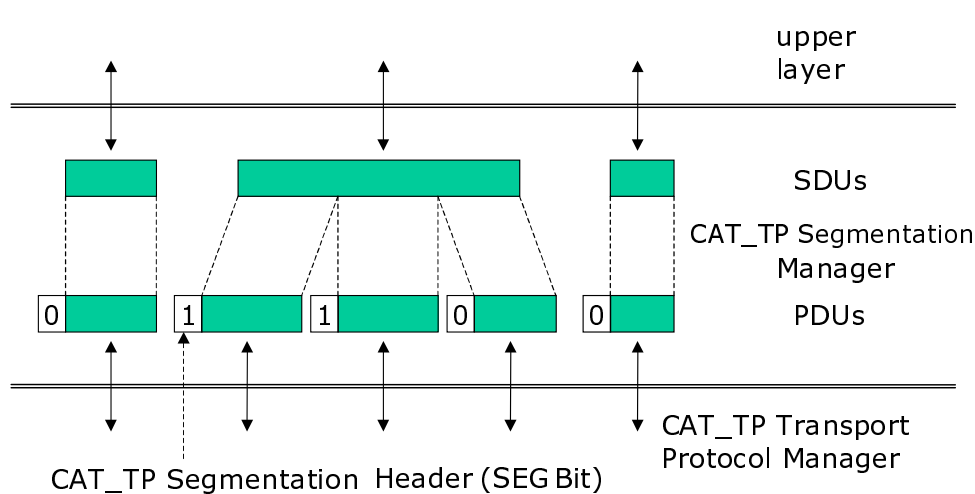 upper
layer
SDUs
CAT_TP Segmentation
Manager
0 1 1 0 0
PDUs
CAT_TP Transport
Protocol Manager
CAT_TP Segmentation Header (SEG Bit)